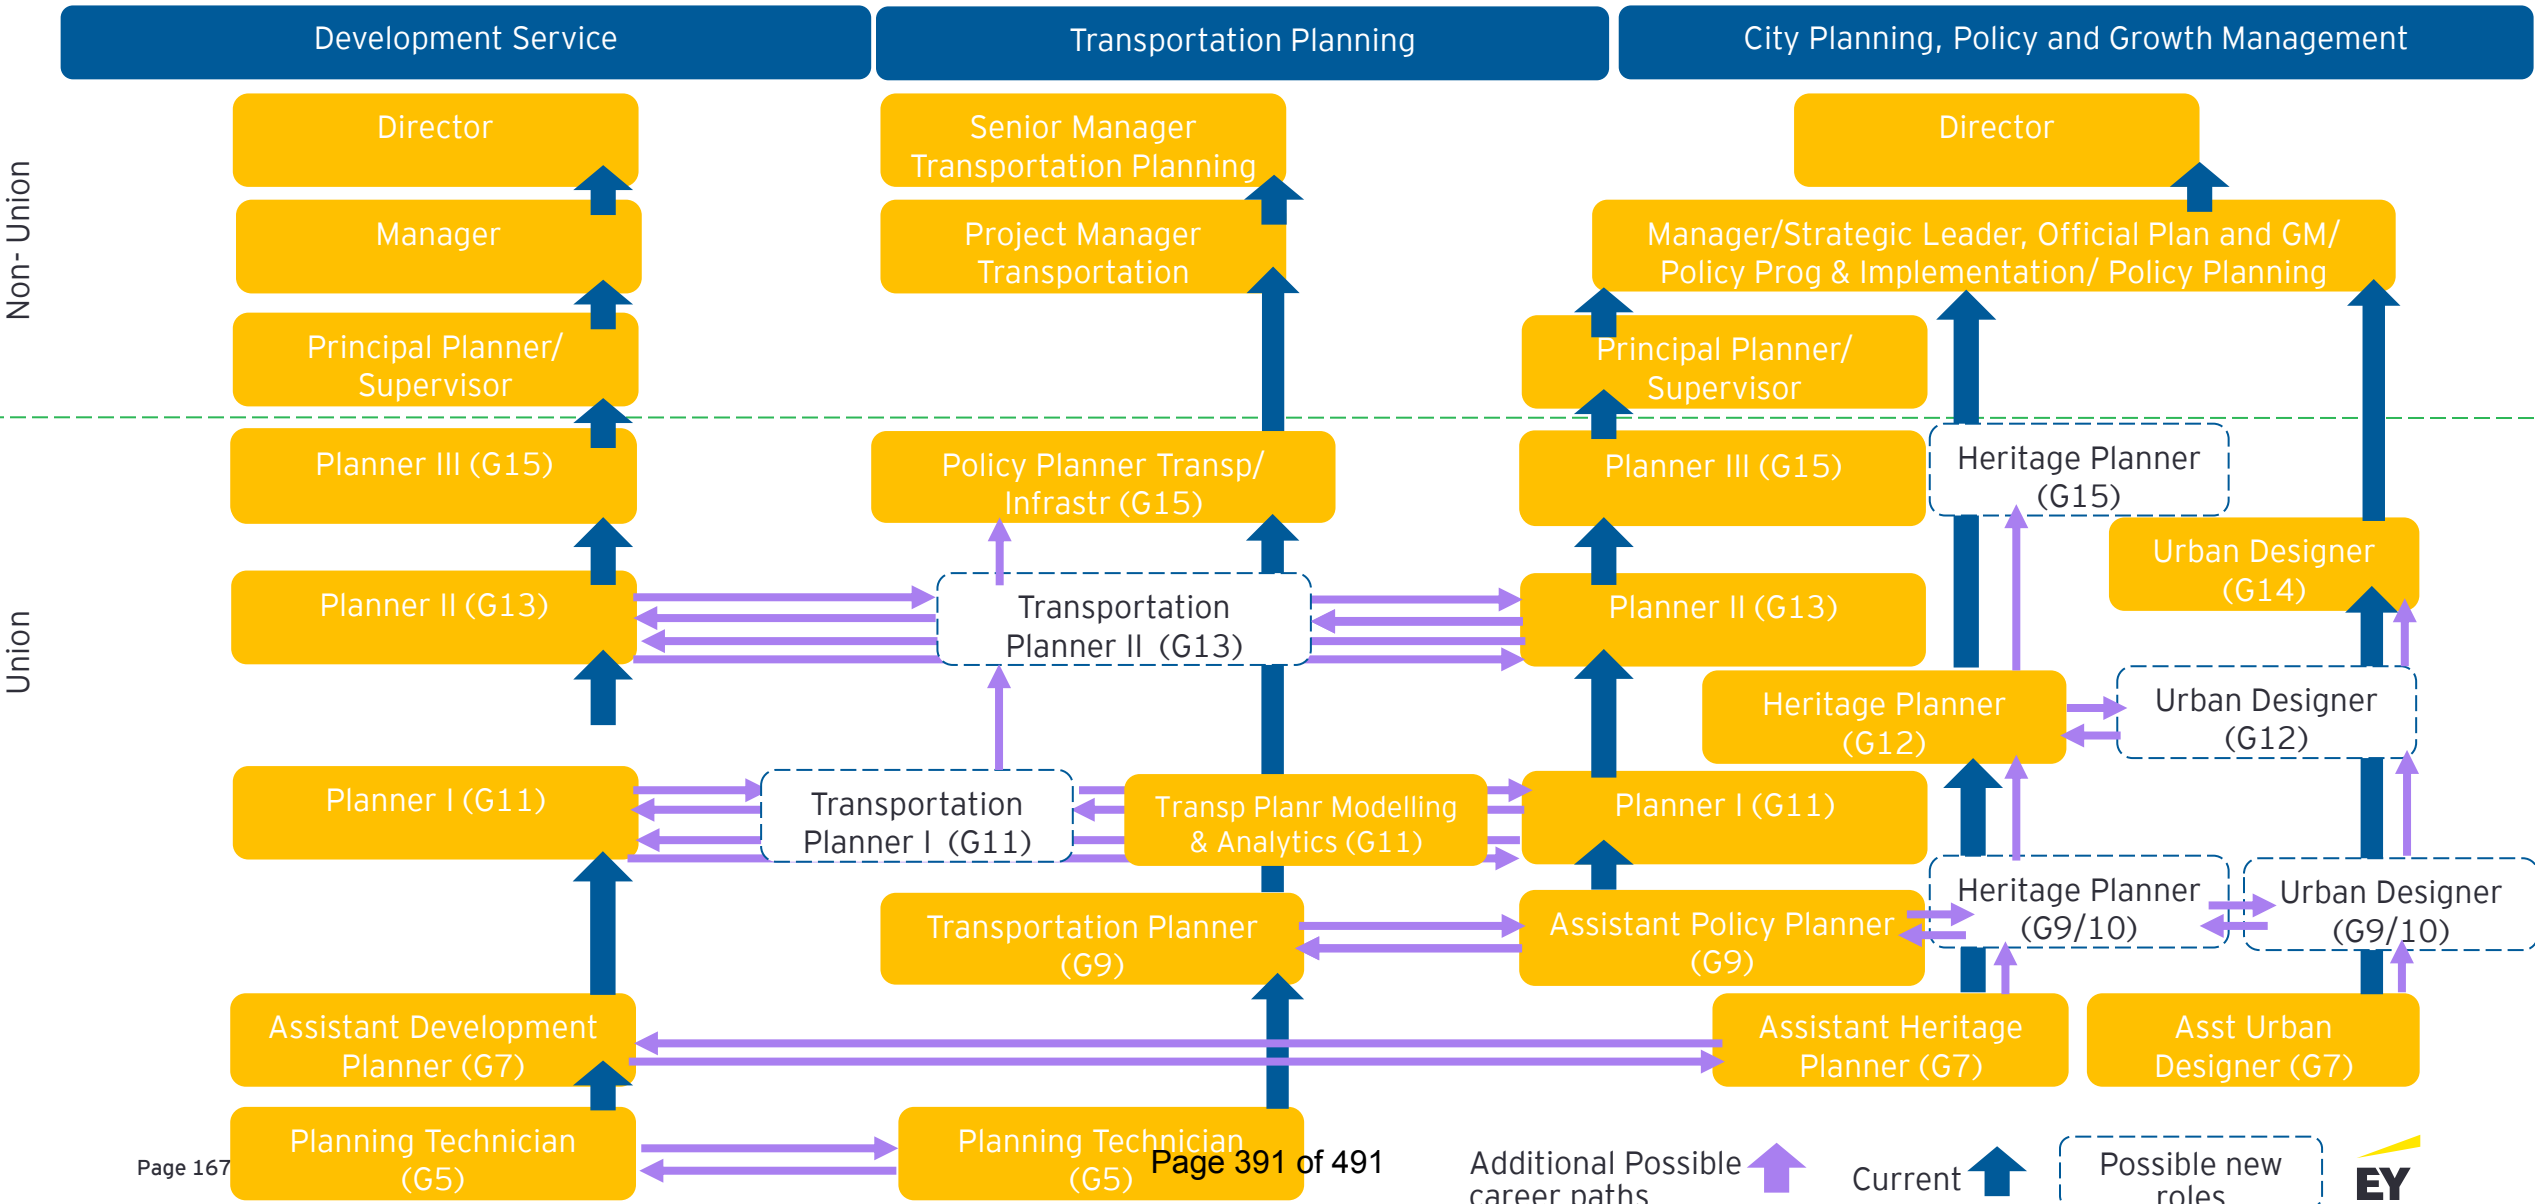 Development Service
Transportation Planning
City Planning, Policy and Growth Management
Non- Union
Union
Director
Senior Manager
Transportation Planning
Director
Manager
Project Manager
Transportation
Manager/Strategic Leader, Official Plan and GM/
Policy Prog & Implementation/ Policy Planning
Principal Planner/
Supervisor
Principal Planner/
Supervisor
Planner III (G15)
Policy Planner Transp/
Infrastr (G15)
Planner III (G15)
Heritage Planner
(G15)
Urban Designer
(G14)
Planner II (G13)
Transportation
Planner II (G13)
Planner II (G13)
Heritage Planner
(G12)
Urban Designer
(G12)
Planner I (G11)
Transportation
Planner I (G11)
Transp Planr Modelling
& Analytics (G11)
Planner I (G11)
Transportation Planner
(G9)
Assistant Policy Planner
(G9)
Heritage Planner
(G9/10)
Urban Designer
(G9/10)
Assistant Development
Planner (G7)
Assistant Heritage
Planner (G7)
Asst Urban
Designer (G7)
Planning Technician
(G5)
Planning Technician
(G5)
Page 167
Page 391 of 491
Additional Possible
career paths
Current
Possible new
roles
EY